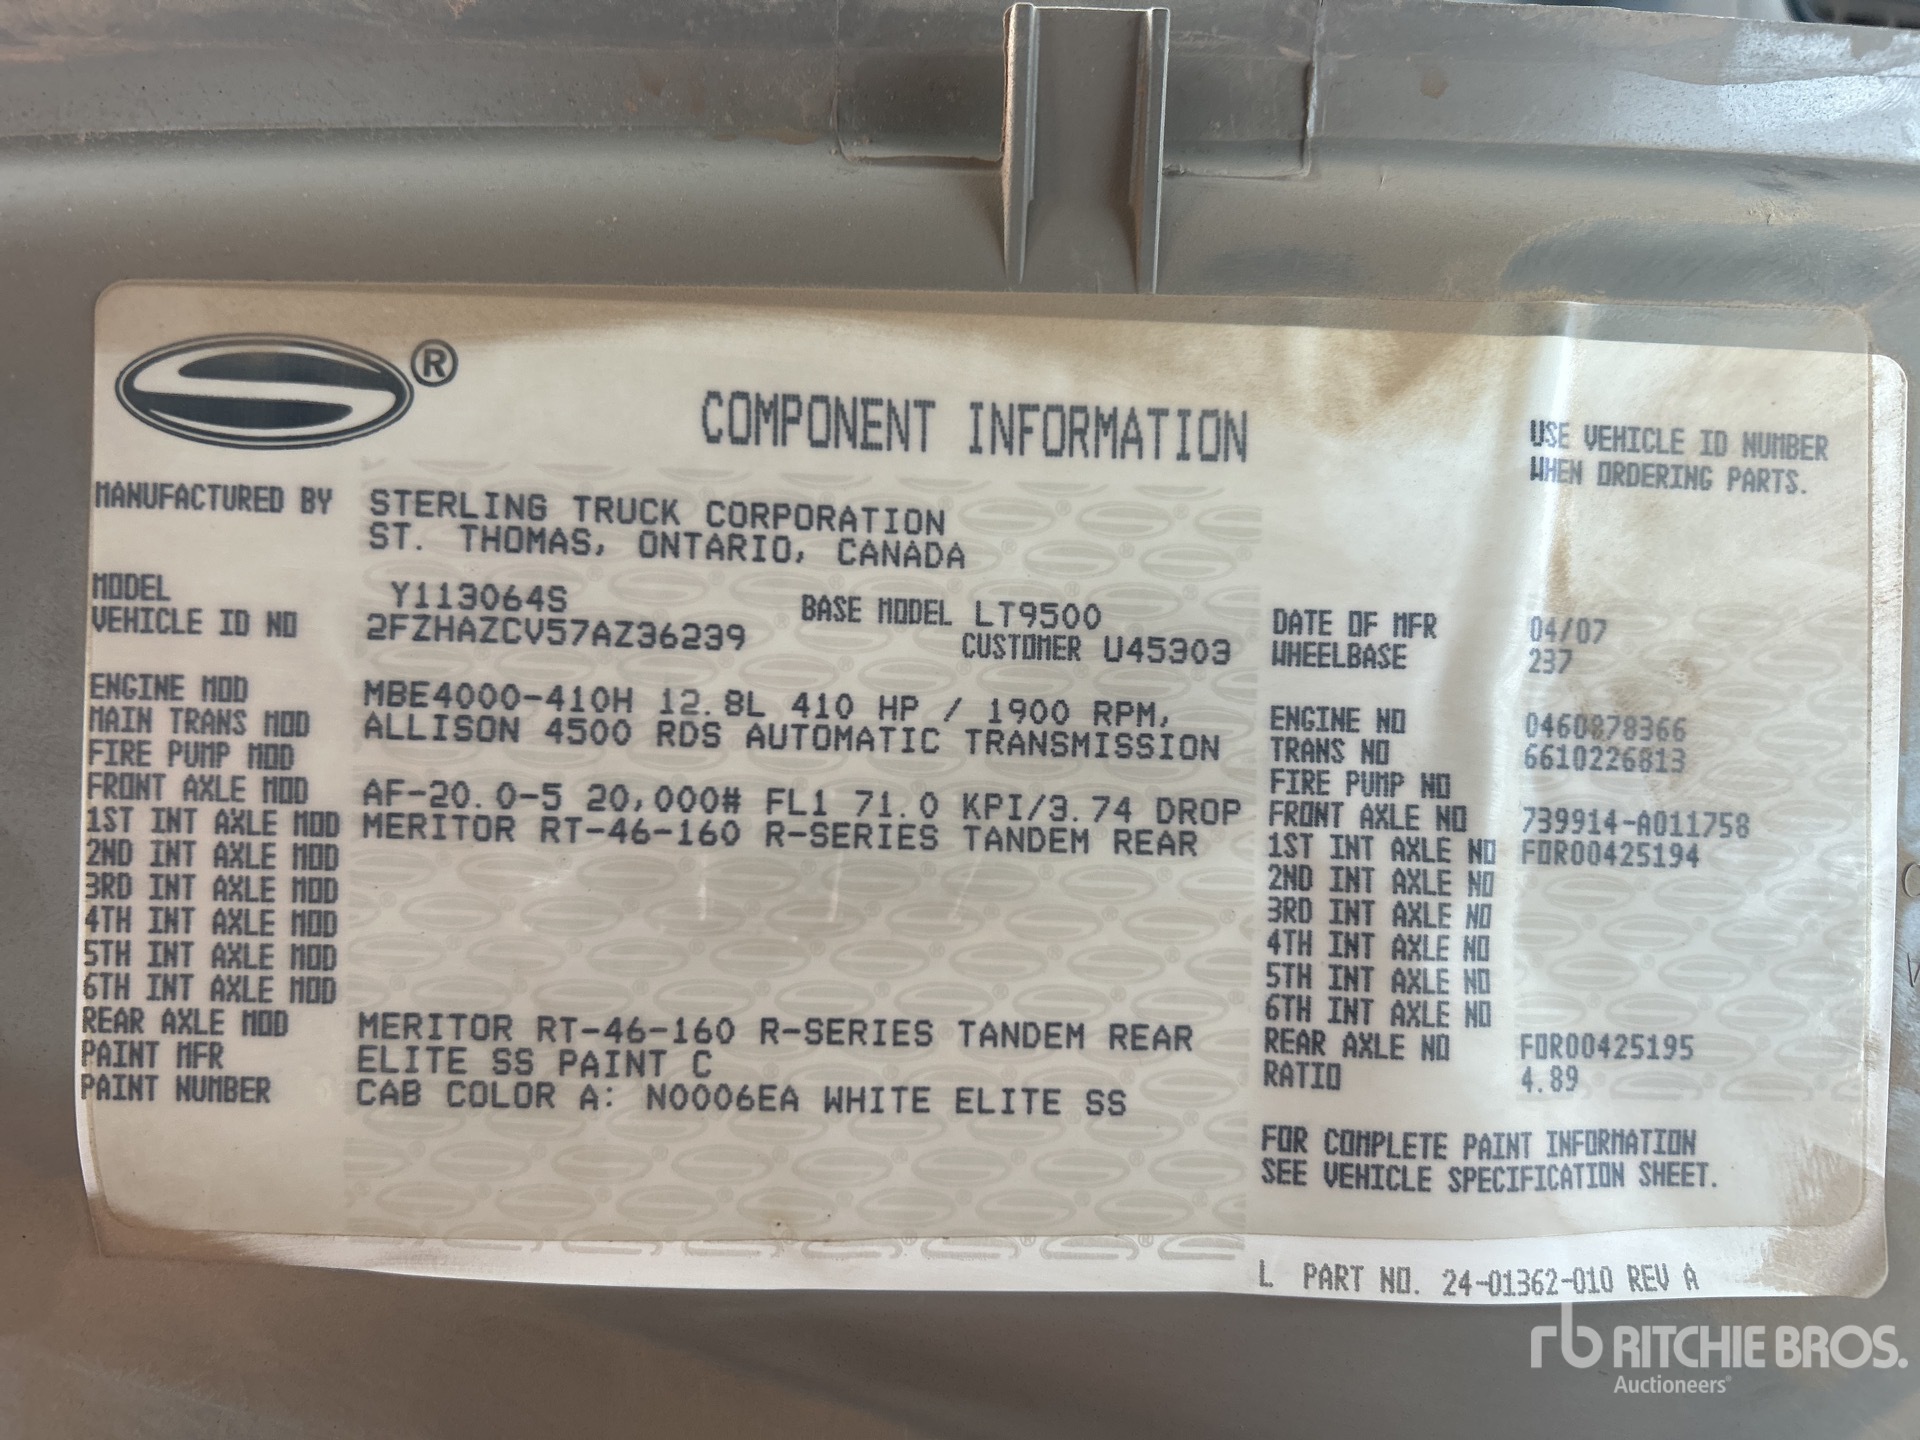 ®
COMPONENT INFORMATION
USE VEHICLE ID NUMBER
WHEN ORDERING PARTS.
MANUFACTURED BY STERLING TRUCK CORPORATION
ST. THOMAS, ONTARIO, CANADA
MODEL Y113064S BASE MODEL LT9500 DATE OF MFR 04/07
VEHICLE ID NO 2FZHAZCV57AZ36239 CUSTOMER U45303 WHEELBASE 237
ENGINE MOD MBE4000-410H 12.8L 410 HP / 1900 RPM, ENGINE NO 0460878366
MAIN TRANS MOD ALLISON 4500 RDS AUTOMATIC TRANSMISSION TRANS NO 6610226813
FIRE PUMP MOD FIRE PUMP NO
FRONT AXLE MOD AF-20.0-5 20,000# FL1 71.0 KPI/3.74 DROP FRONT AXLE NO 739914-A011758
1ST INT AXLE MOD MERITOR RT-46-160 R-SERIES TANDEM REAR 1ST INT AXLE NO FOR00425194
2ND INT AXLE MOD 2ND INT AXLE NO
3RD INT AXLE MOD 3RD INT AXLE NO
4TH INT AXLE MOD 4TH INT AXLE NO
5TH INT AXLE MOD 5TH INT AXLE NO
6TH INT AXLE MOD 6TH INT AXLE NO
REAR AXLE MOD MERITOR RT-46-160 R-SERIES TANDEM REAR REAR AXLE NO FOR00425195
PAINT MFR ELITE SS PAINT C RATIO 4.89
PAINT NUMBER CAB COLOR A: N0006EA WHITE ELITE SS
FOR COMPLETE PAINT INFORMATION
SEE VEHICLE SPECIFICATION SHEET.
L PART NO. 24-01362-010 REV A
rb RITCHIE BROS.
Auctioneers